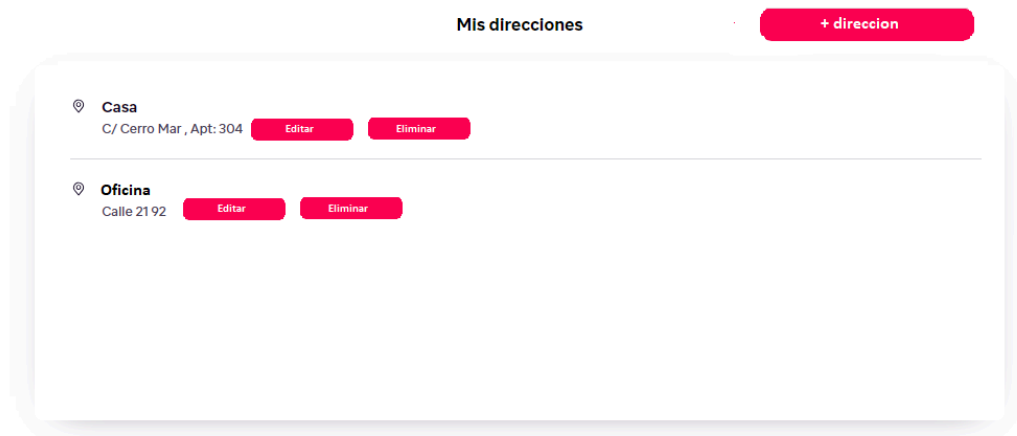 Mis direcciones
+ direccion
Casa
C/ Cerro Mar , Apt: 304 Editar Eliminar
Oficina
Calle 21 92 Editar Eliminar